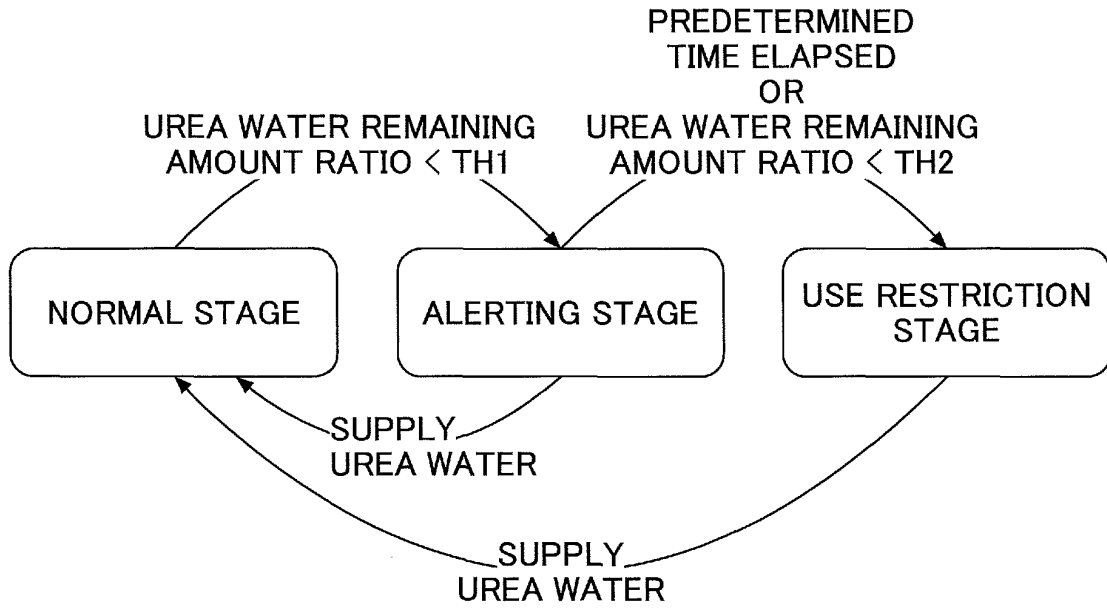 PREDETERMINED
TIME ELAPSED
OR
UREA WATER REMAINING
AMOUNT RATIO < TH2
UREA WATER REMAINING
AMOUNT RATIO < TH1
NORMAL STAGE
ALERTING STAGE
USE RESTRICTION
STAGE
SUPPLY
UREA WATER
SUPPLY
UREA WATER